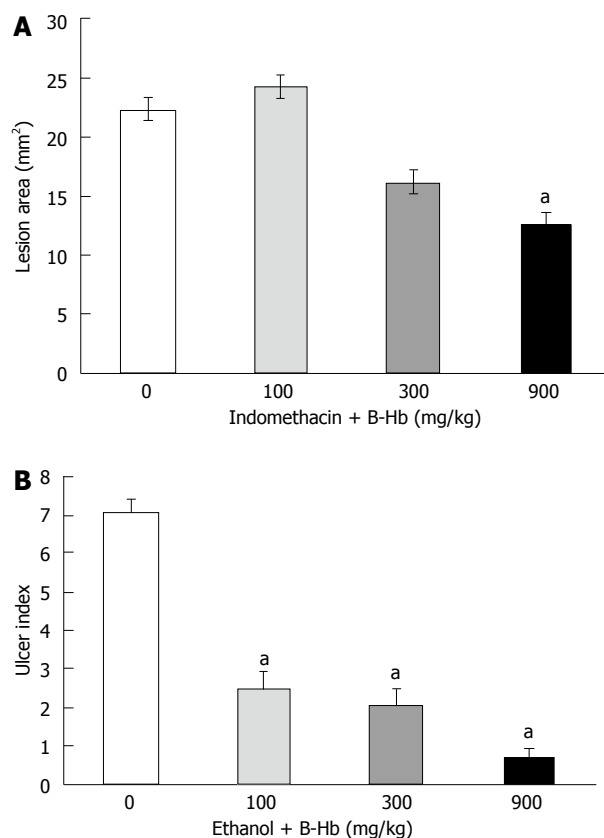 A
30
25
20
15
10
5
0
Lesion area (mm²)
a
0 100 300 900
Indomethacin + B-Hb (mg/kg)
B
8
7
6
5
4
3
2
1
0
Ulcer index
a a a
0 100 300 900
Ethanol + B-Hb (mg/kg)